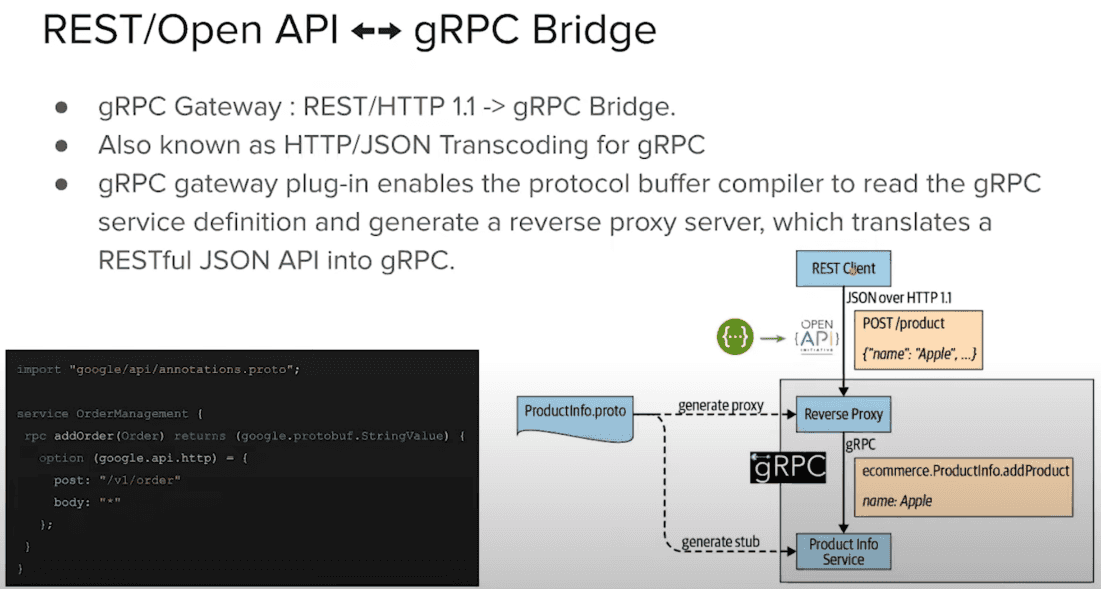 REST/Open API ↔ gRPC Bridge
● gRPC Gateway : REST/HTTP 1.1 -> gRPC Bridge.
● Also known as HTTP/JSON Transcoding for gRPC
● gRPC gateway plug-in enables the protocol buffer compiler to read the gRPC
service definition and generate a reverse proxy server, which translates a
RESTful JSON API into gRPC.
import "google/api/annotations.proto";
service OrderManagement {
rpc addOrder(Order) returns (google.protobuf.StringValue) {
option (google.api.http) = {
post: "/v1/order"
body: "*"
};
}
}
REST Client
JSON over HTTP 1.1
{...}
OPEN
{API}
INITIATIVE
POST /product
{"name": "Apple", ...}
ProductInfo.proto
generate proxy
Reverse Proxy
gRPC
gRPC
ecommerce.ProductInfo.addProduct
name: Apple
generate stub
Product Info
Service